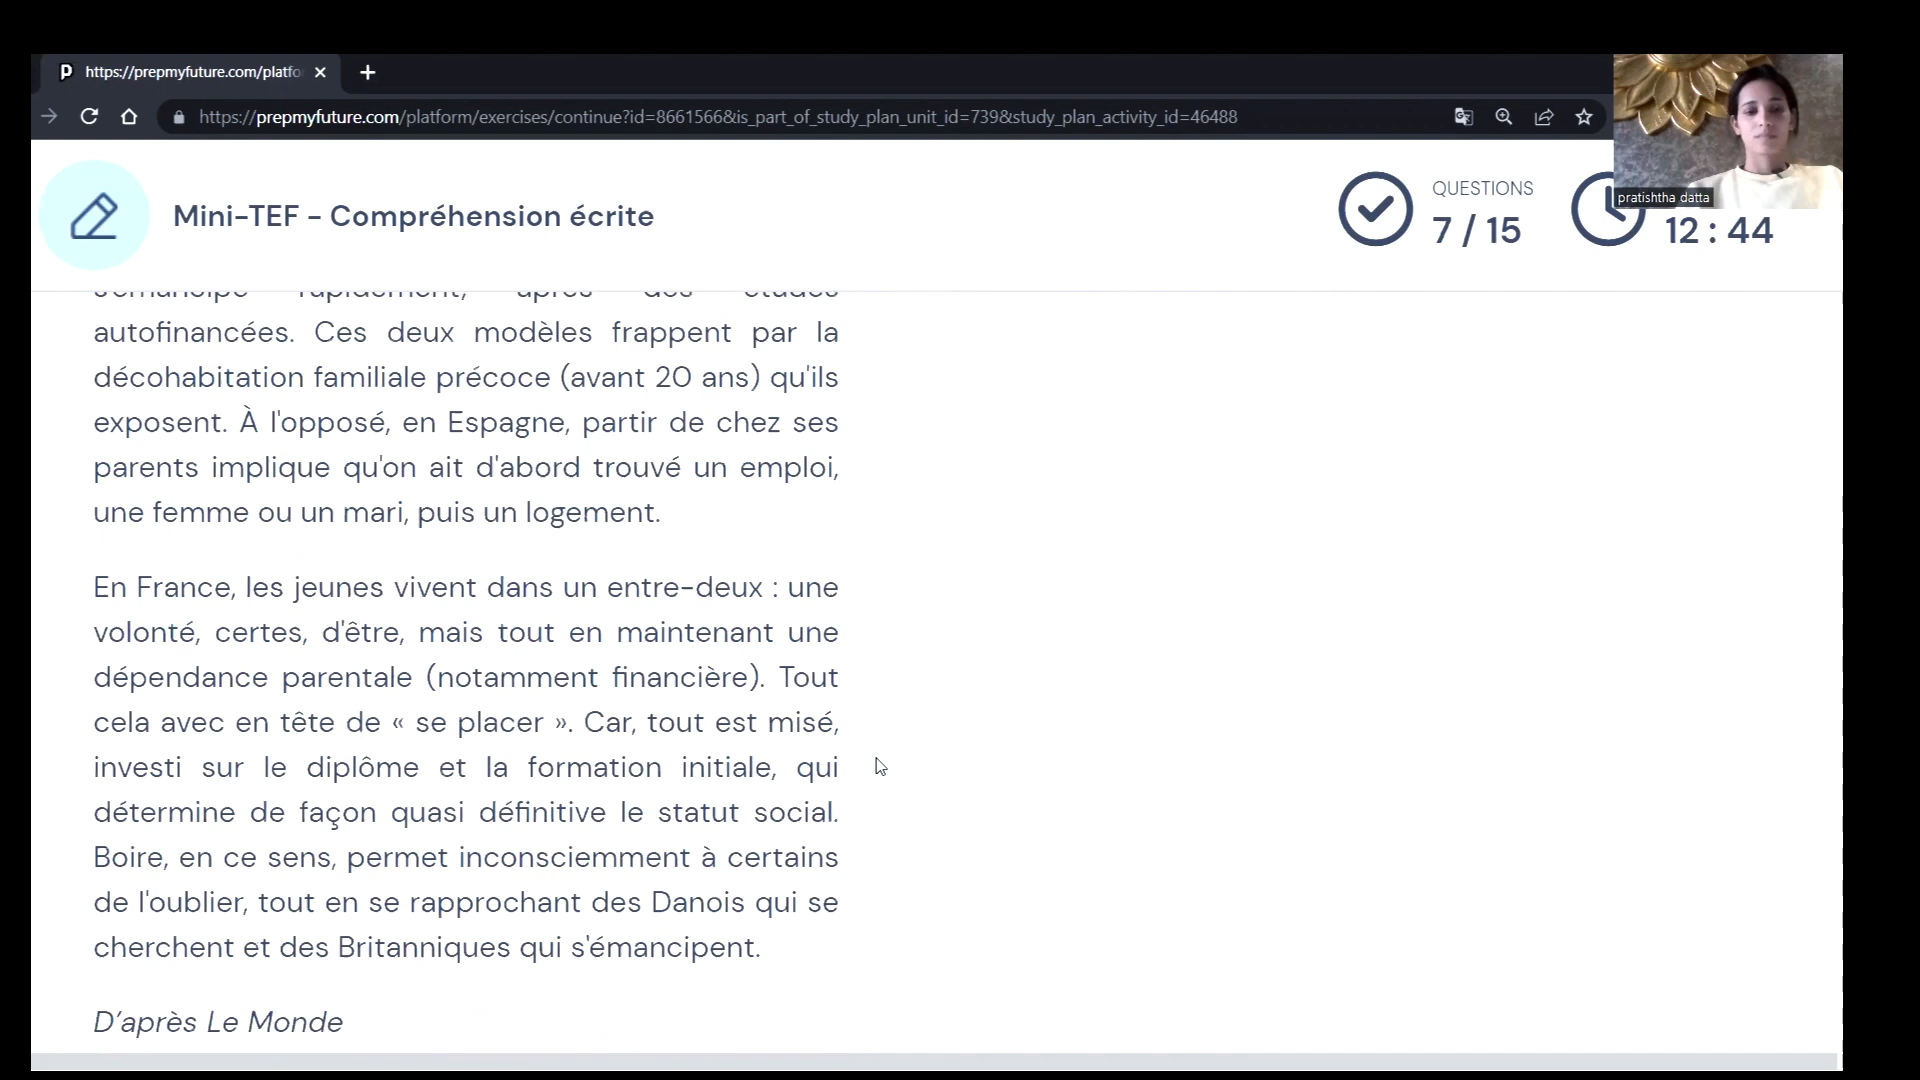 https://prepmyfuture.com/platfo
https://prepmyfuture.com/platform/exercises/continue?id=8661566&is_part_of_study_plan_unit_id=739&study_plan_activity_id=46488
pratishtha datta
Mini-TEF - Compréhension écrite
QUESTIONS
7 / 15
12 : 44
s'émancipe rapidement, après des études
autofinancées. Ces deux modèles frappent par la
décohabitation familiale précoce (avant 20 ans) qu'ils
exposent. À l'opposé, en Espagne, partir de chez ses
parents implique qu'on ait d'abord trouvé un emploi,
une femme ou un mari, puis un logement.
En France, les jeunes vivent dans un entre-deux : une
volonté, certes, d'être, mais tout en maintenant une
dépendance parentale (notamment financière). Tout
cela avec en tête de « se placer ». Car, tout est misé,
investi sur le diplôme et la formation initiale, qui
détermine de façon quasi définitive le statut social.
Boire, en ce sens, permet inconsciemment à certains
de l'oublier, tout en se rapprochant des Danois qui se
cherchent et des Britanniques qui s'émancipent.
D'après Le Monde